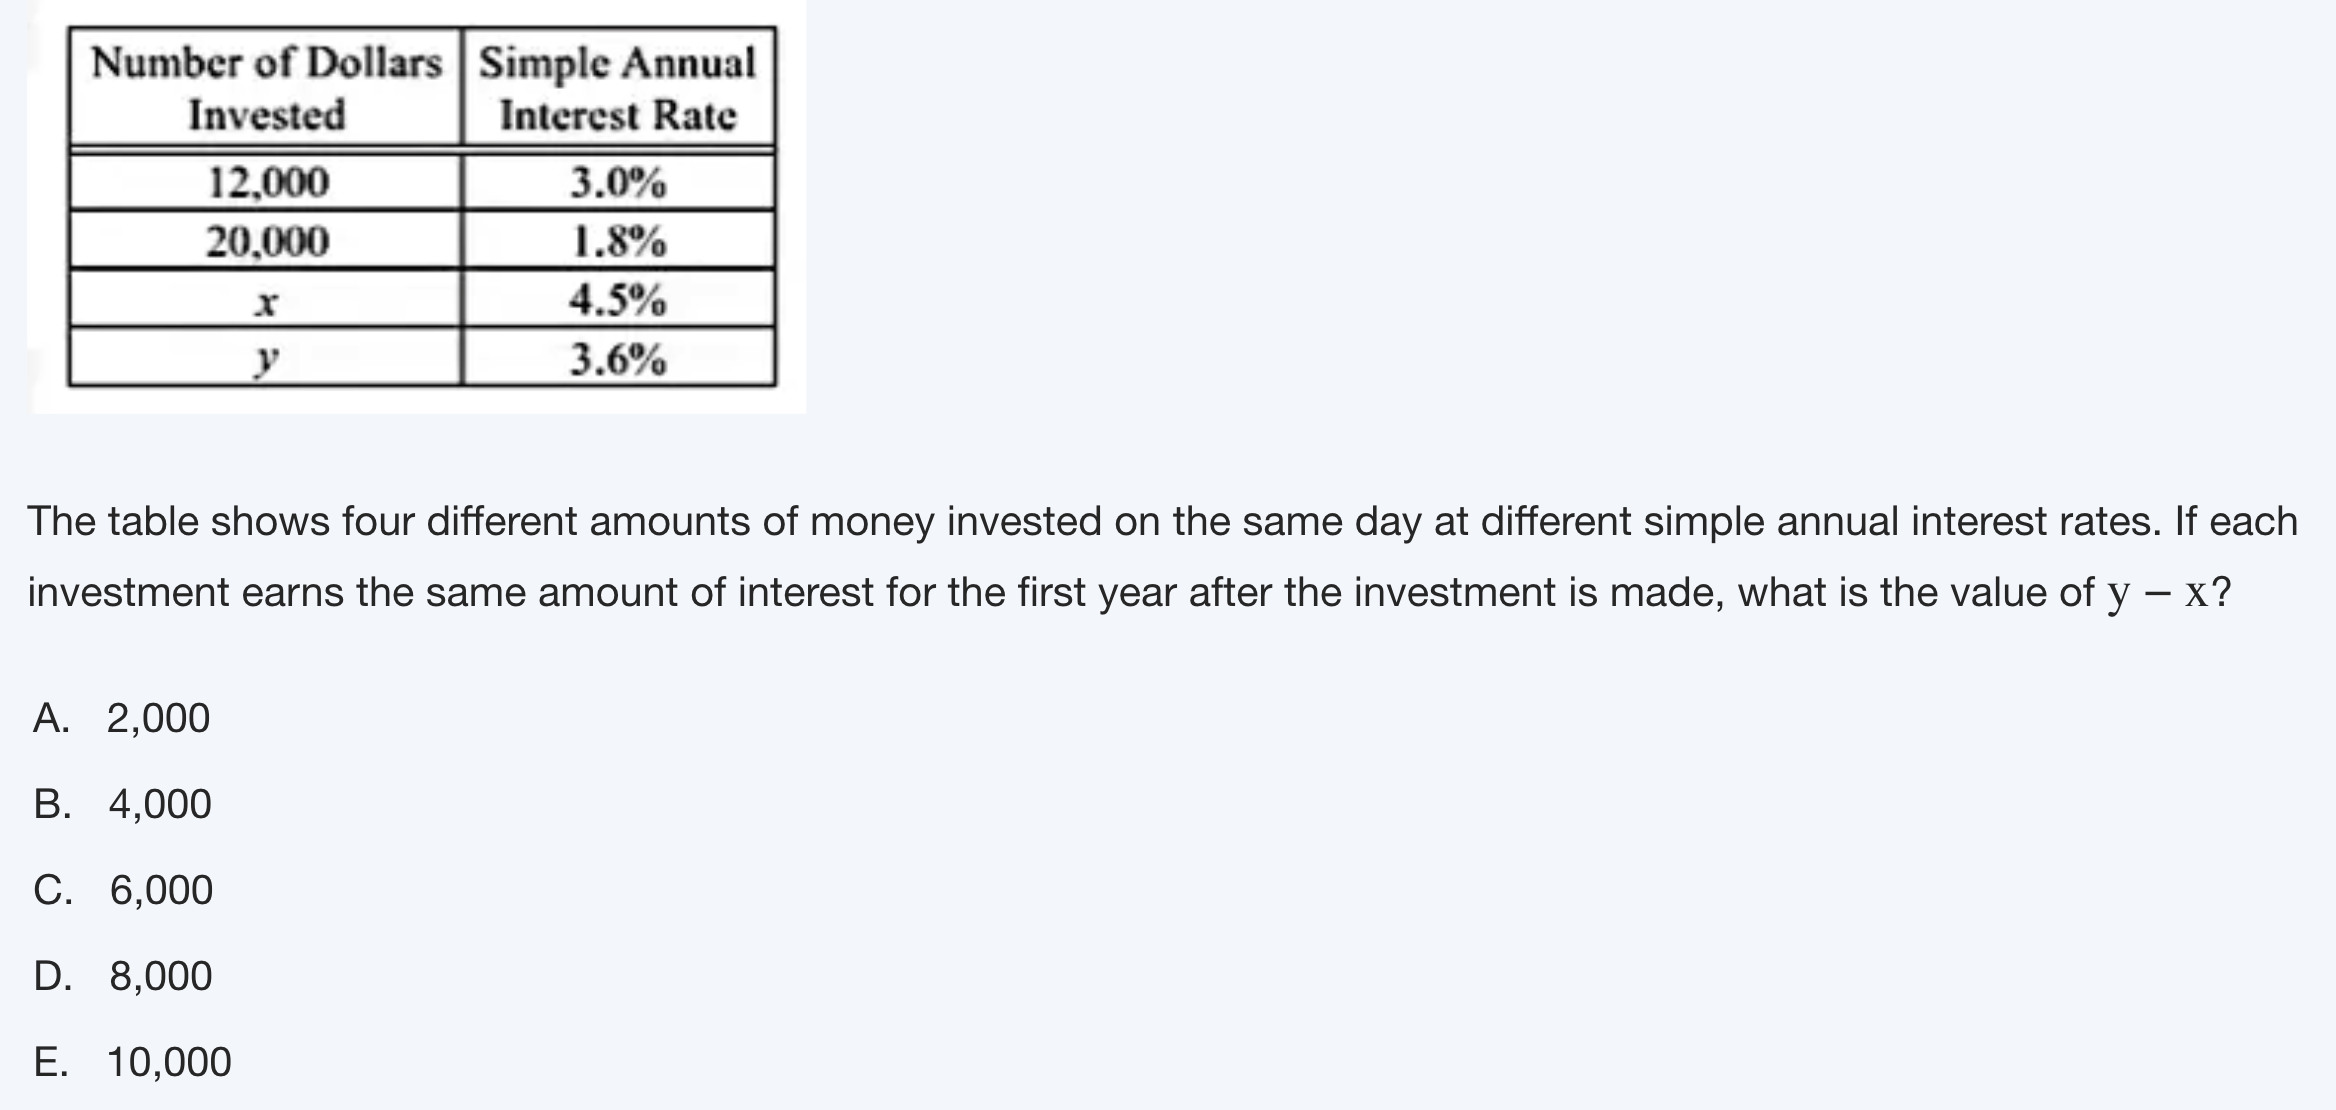 Number of Dollars Invested Simple Annual Interest Rate
12,000 3.0%
20,000 1.8%
x 4.5%
y 3.6%
The table shows four different amounts of money invested on the same day at different simple annual interest rates. If each
investment earns the same amount of interest for the first year after the investment is made, what is the value of y − x?
A. 2,000
B. 4,000
C. 6,000
D. 8,000
E. 10,000